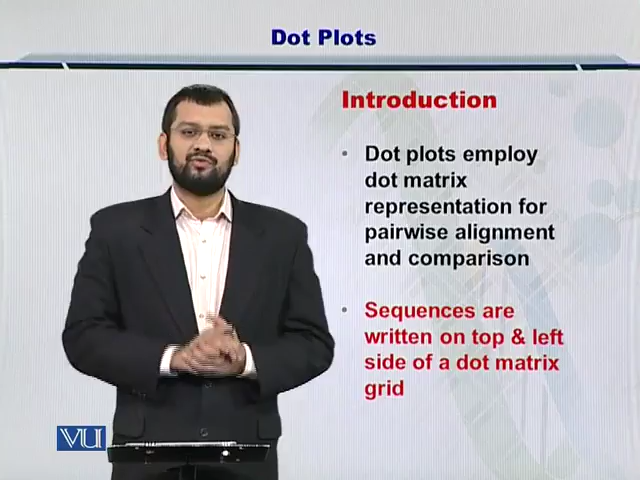 Dot Plots
Introduction
• Dot plots employ
dot matrix
representation for
pairwise alignment
and comparison
• Sequences are
written on top & left
side of a dot matrix
grid
VU